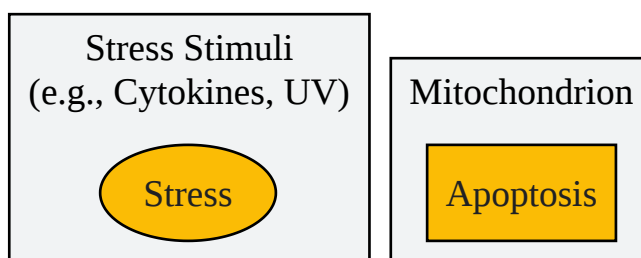 Stress Stimuli
(e.g., Cytokines, UV)
Stress
Mitochondrion
Apoptosis